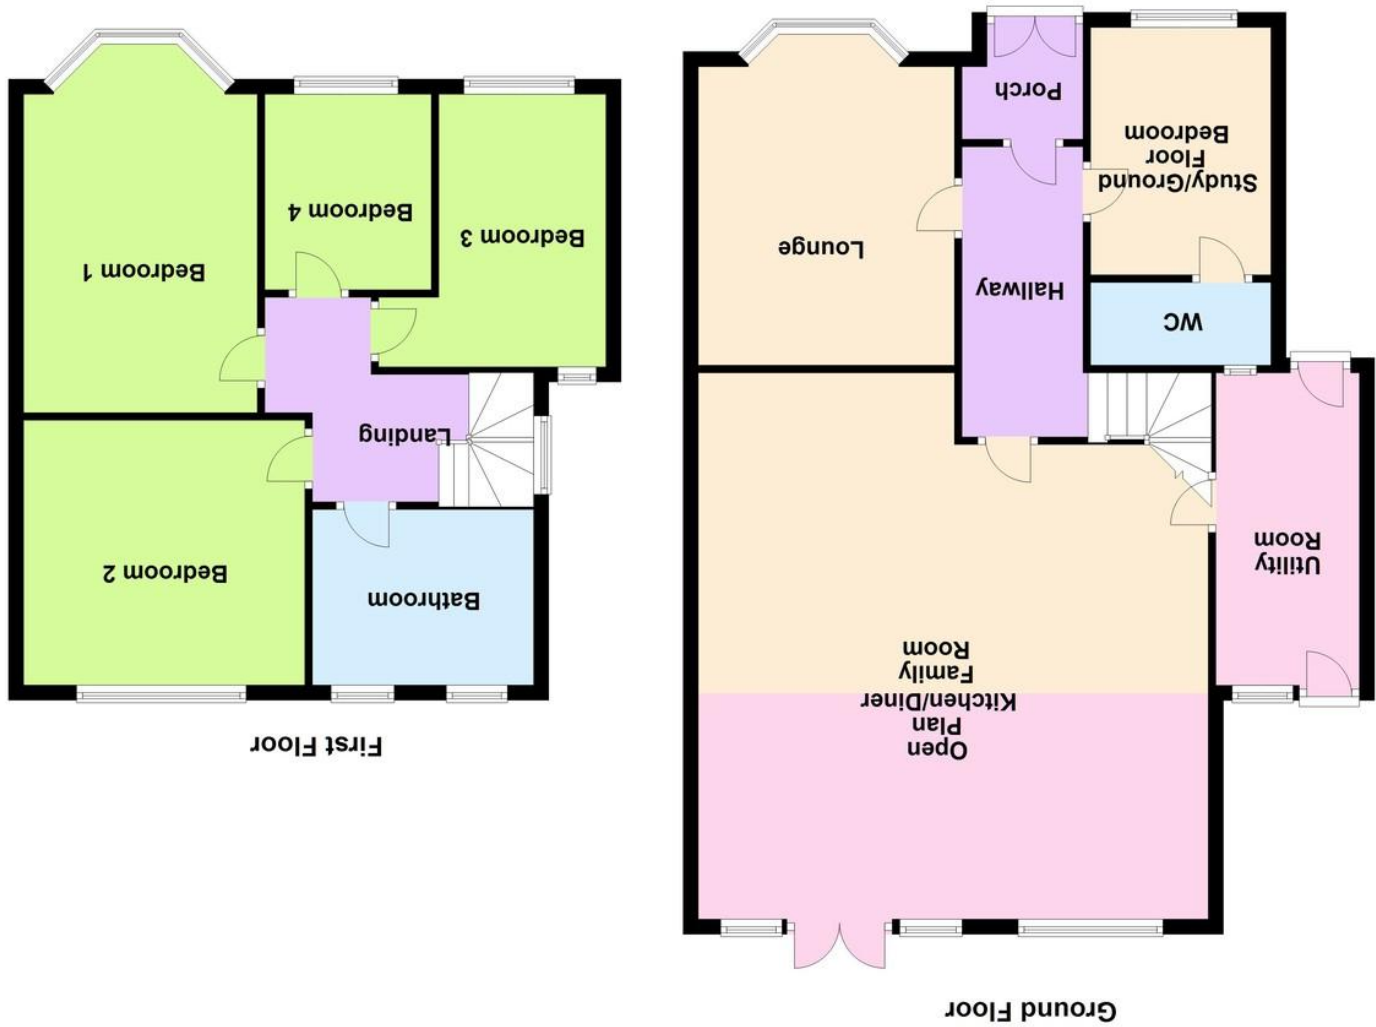 Ground Floor
Open
Plan
Kitchen/Diner
Family
Room
Utility
Room
WC
Hallway
Lounge
Study/Ground
Floor
Bedroom
Porch
First Floor
Bathroom
Bedroom 2
Landing
Bedroom 1
Bedroom 3
Bedroom 4